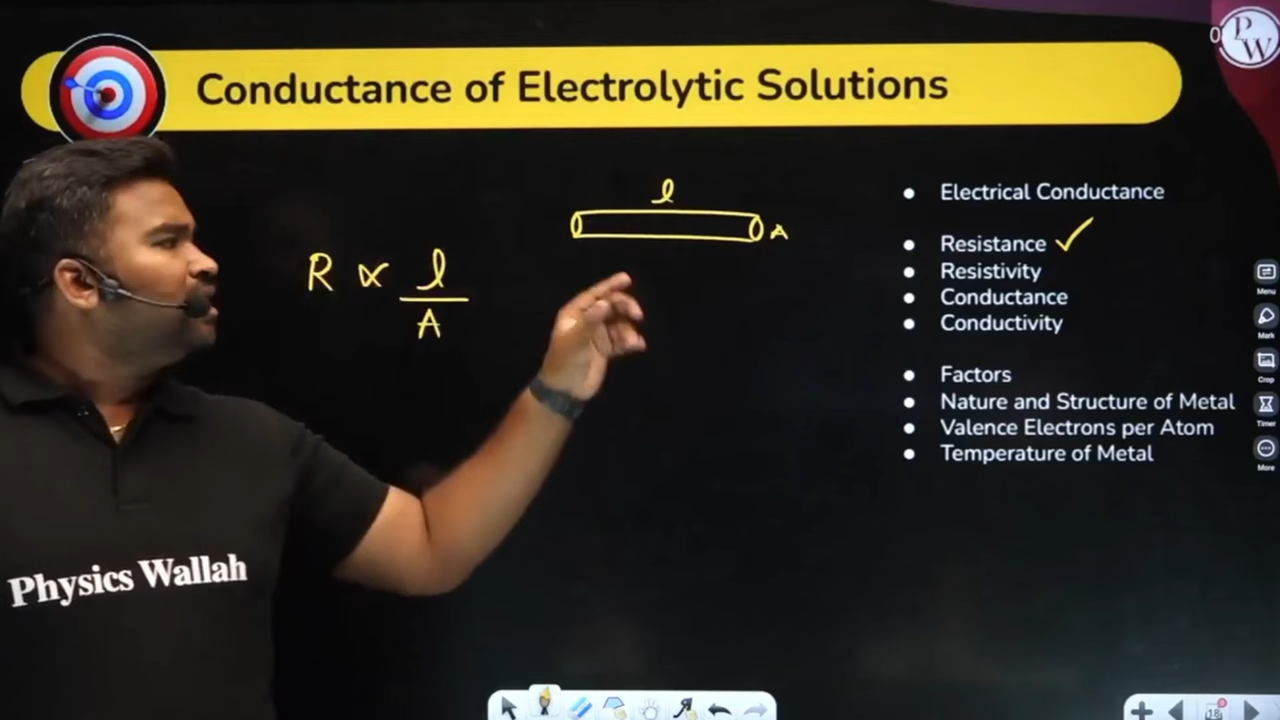 Conductance of Electrolytic Solutions
PW
l
A
R ∝ l
A
• Electrical Conductance
• Resistance ✓
• Resistivity
• Conductance
• Conductivity
• Factors
• Nature and Structure of Metal
• Valence Electrons per Atom
• Temperature of Metal
Menu
Mark
Crop
Timer
More
Physics Wallah
18